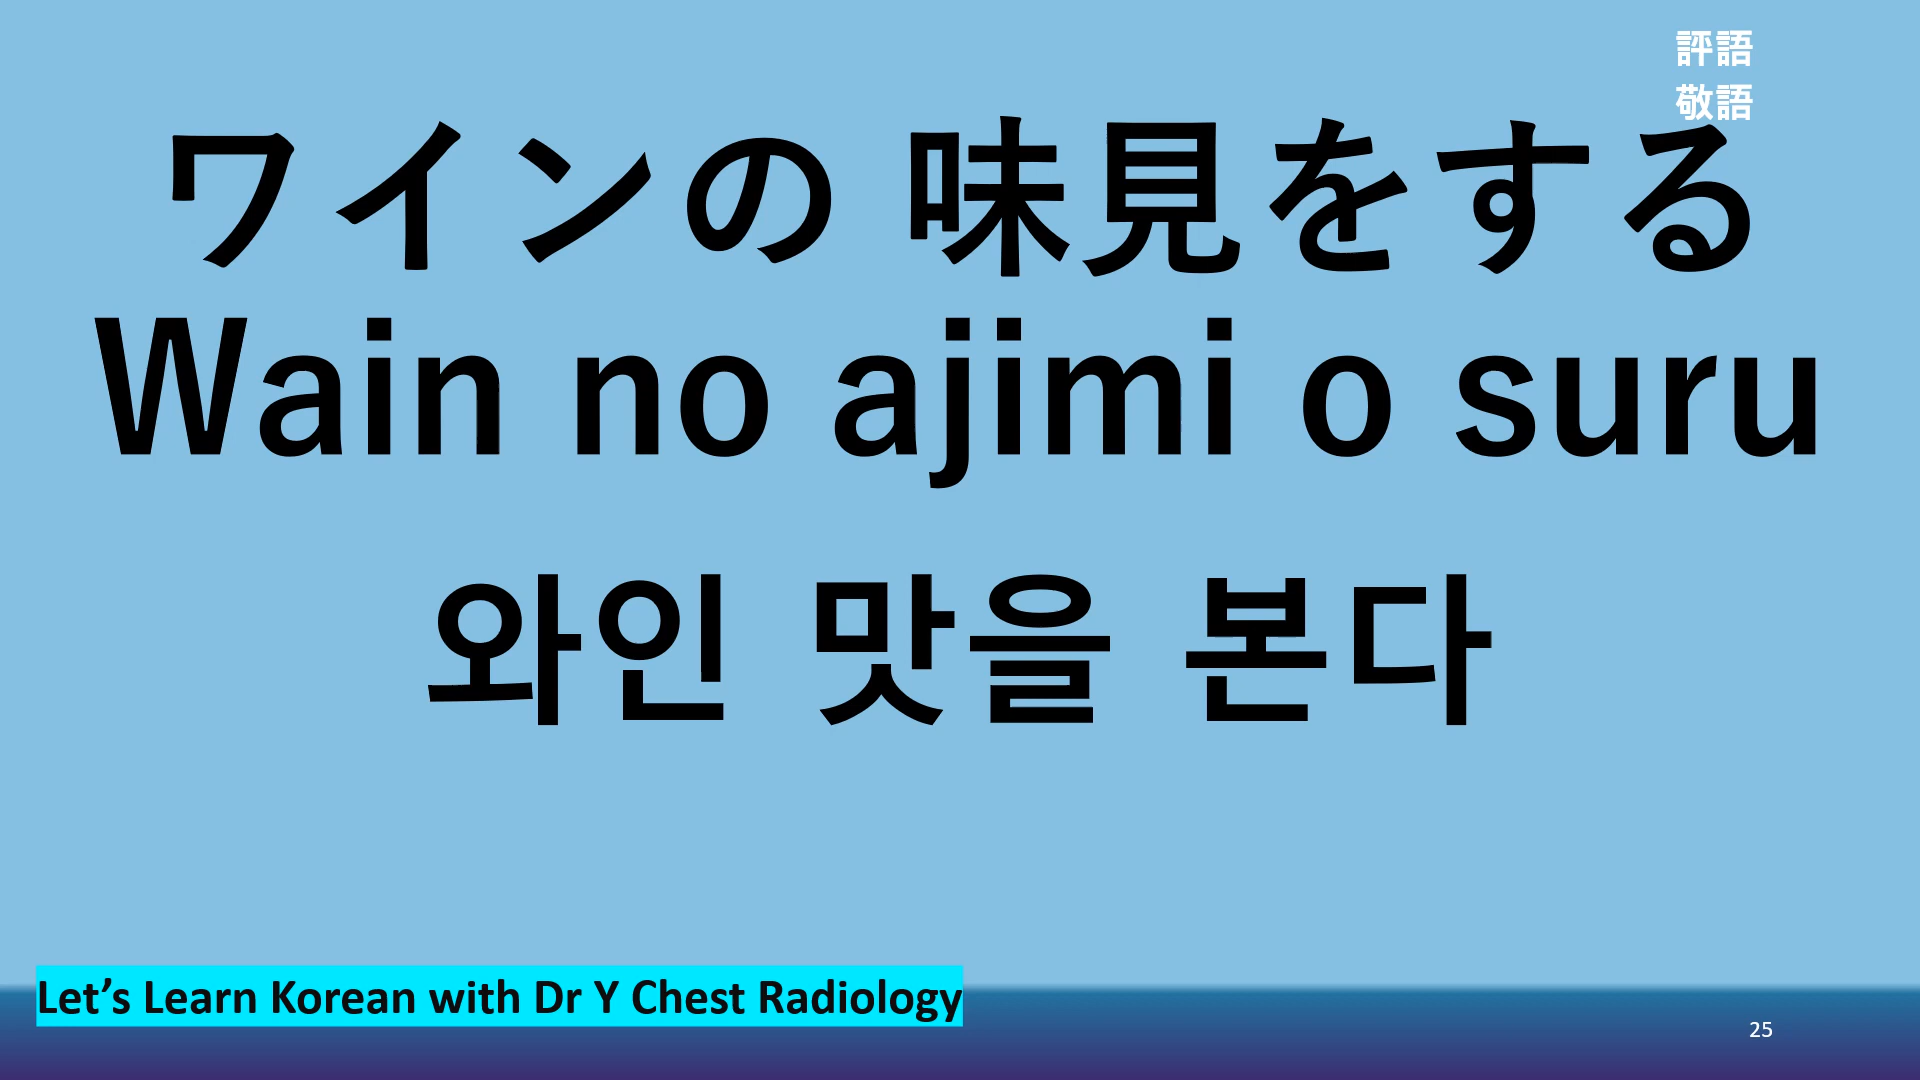 評語
敬語
ワインの 味見をする
Wain no ajimi o suru
와인 맛을 본다
Let’s Learn Korean with Dr Y Chest Radiology
25